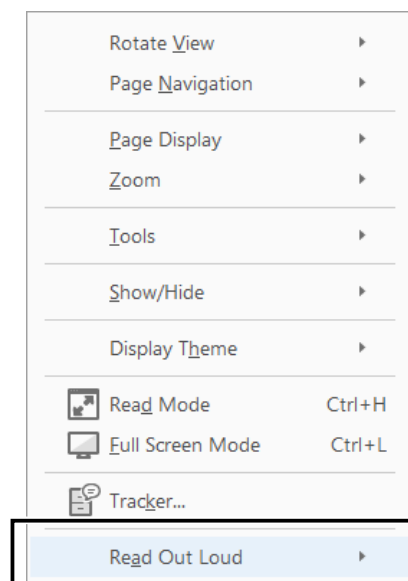 Rotate View
Page Navigation
Page Display
Zoom
Tools
Show/Hide
Display Theme
Read Mode Ctrl+H
Full Screen Mode Ctrl+L
Tracker...
Read Out Loud